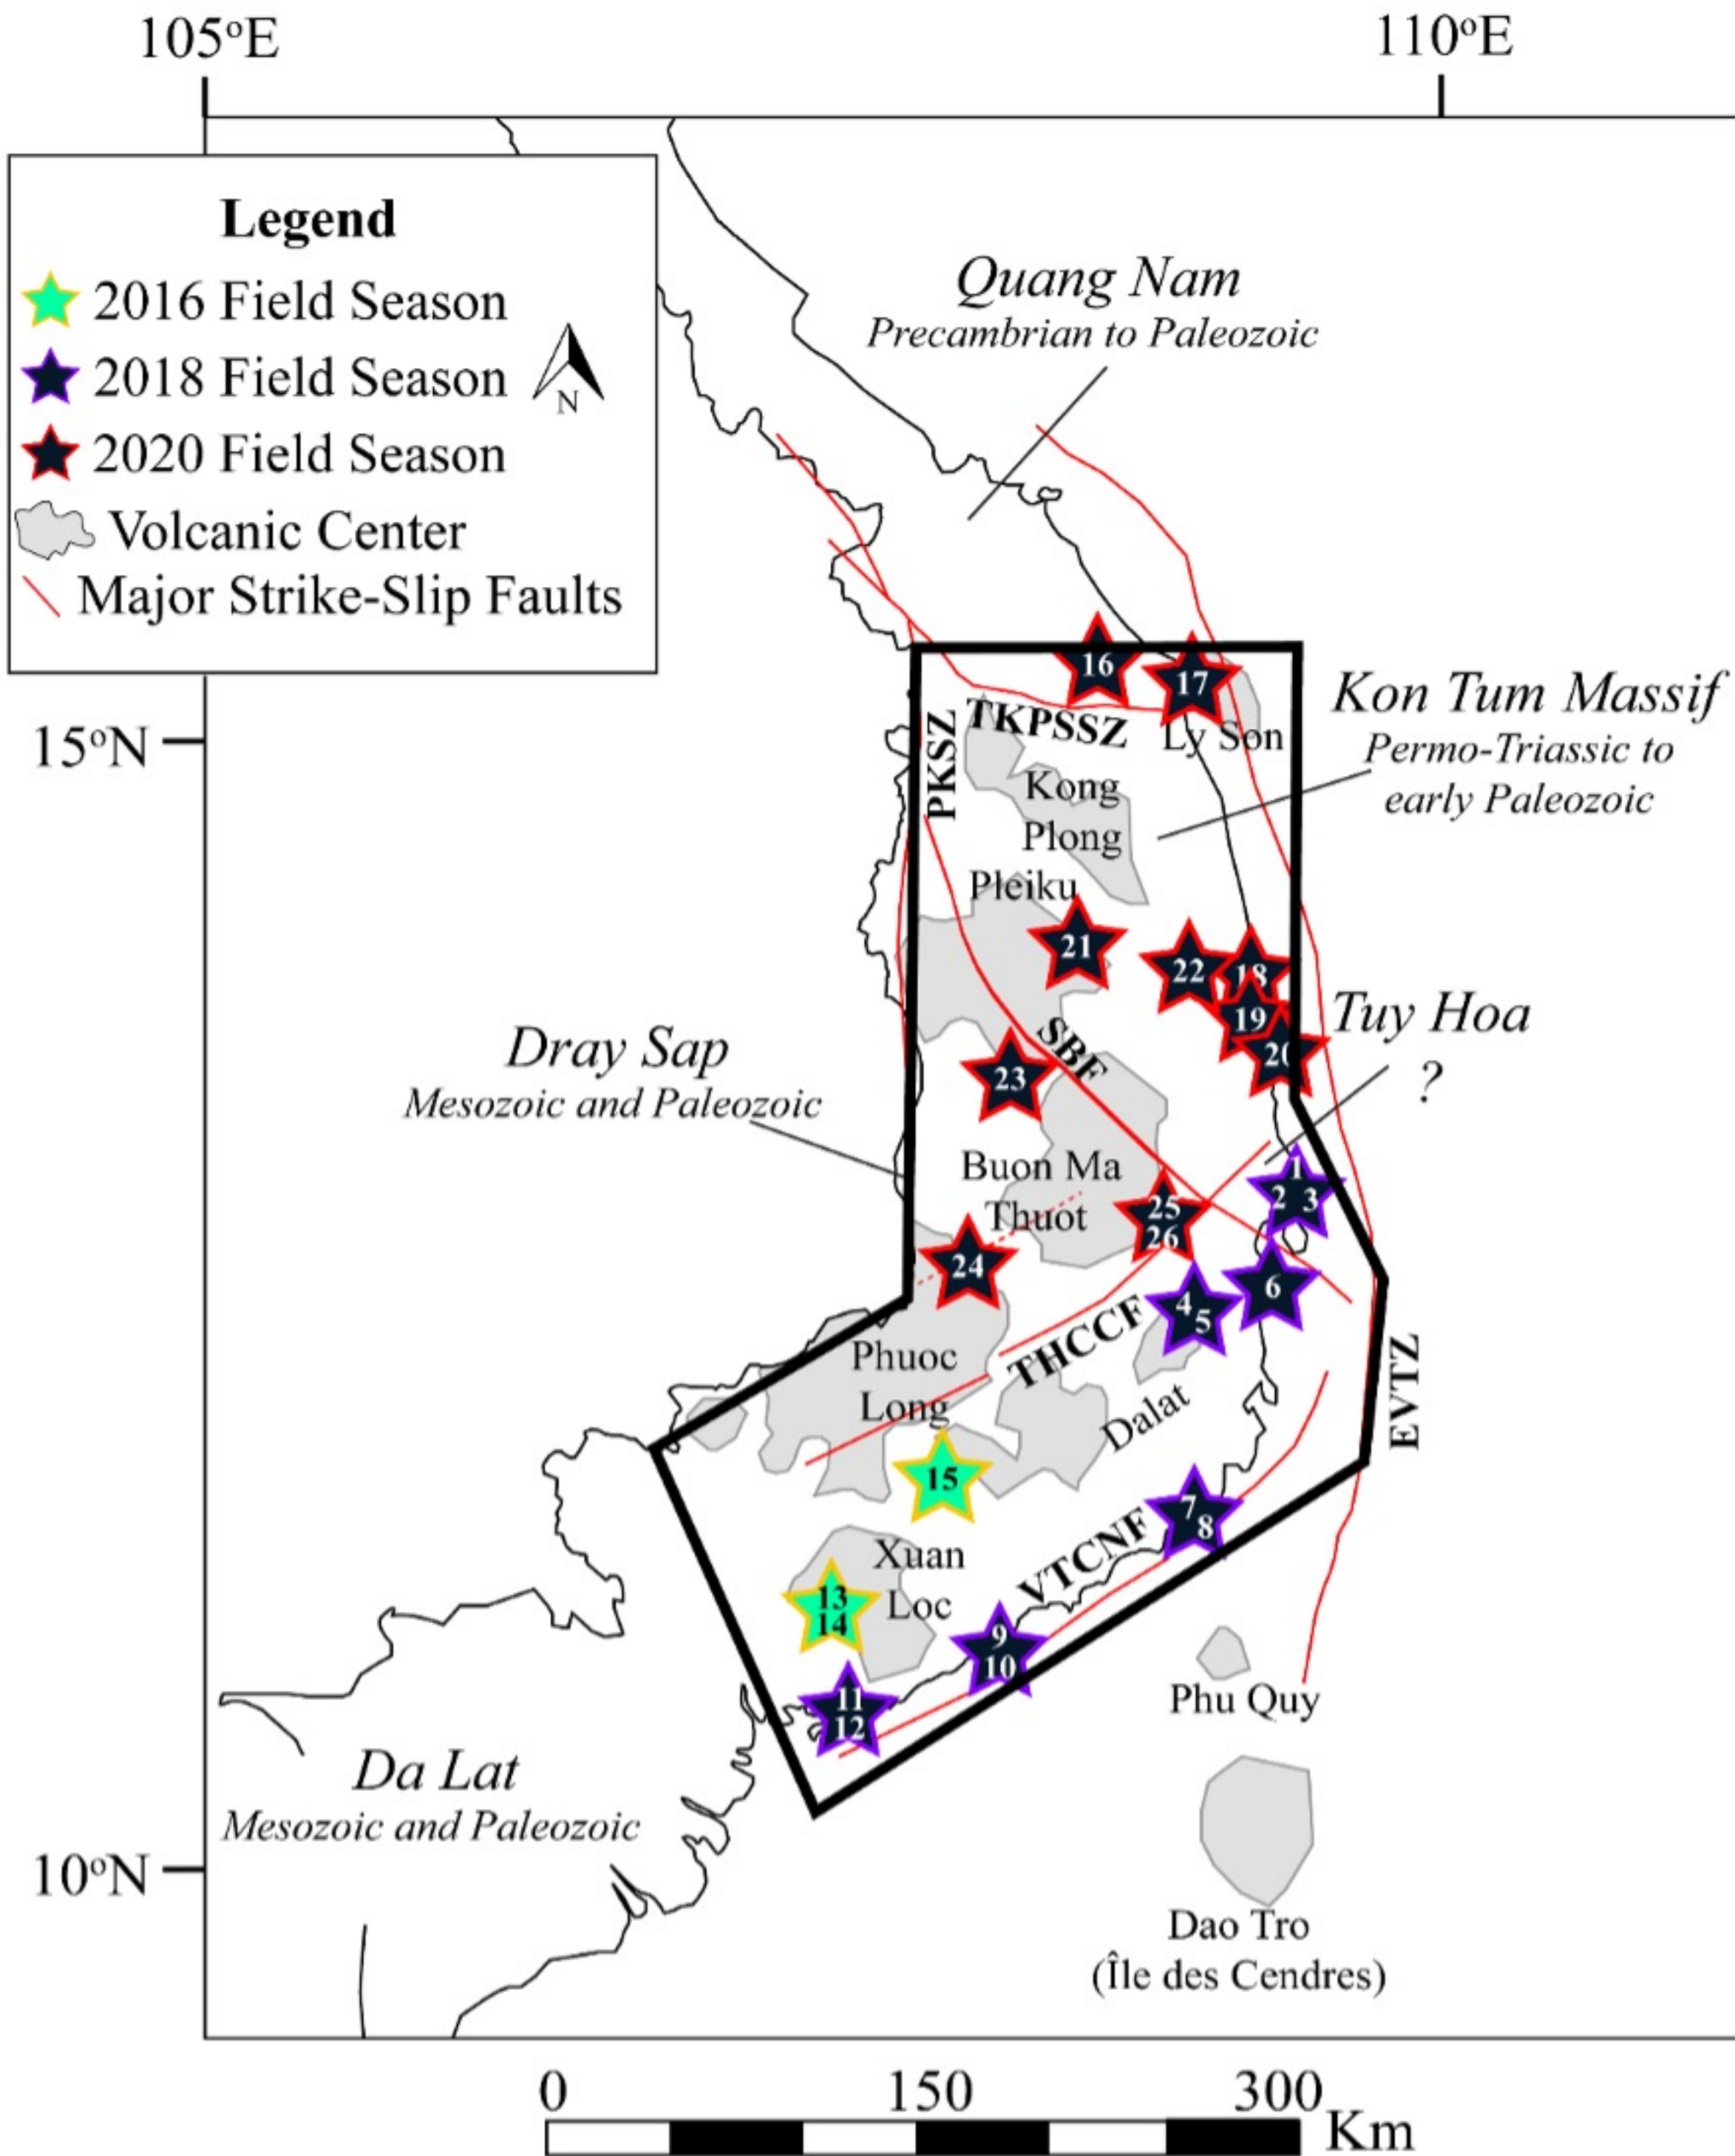 105ºE
110ºE
Legend
2016 Field Season
2018 Field Season
N
2020 Field Season
Volcanic Center
Major Strike-Slip Faults
Quang Nam
Precambrian to Paleozoic
16
17
15ºN
PKSZ
TKPSSZ
Ly Son
Kon Tum Massif
Permo-Triassic to
early Paleozoic
Kong
Plong
Pleiku
21
22
18
19
20
Tuy Hoa
?
Dray Sap
Mesozoic and Paleozoic
SBF
23
Buon Ma
Thuot
1
2 3
25
26
24
6
4
5
Phuoc
Long
THCCF
Dalat
EVTZ
15
7
8
VTCNF
Xuan
Loc
13
14
9
10
11
12
Phu Quy
Da Lat
Mesozoic and Paleozoic
10ºN
Dao Tro
(Île des Cendres)
0 150 300
Km